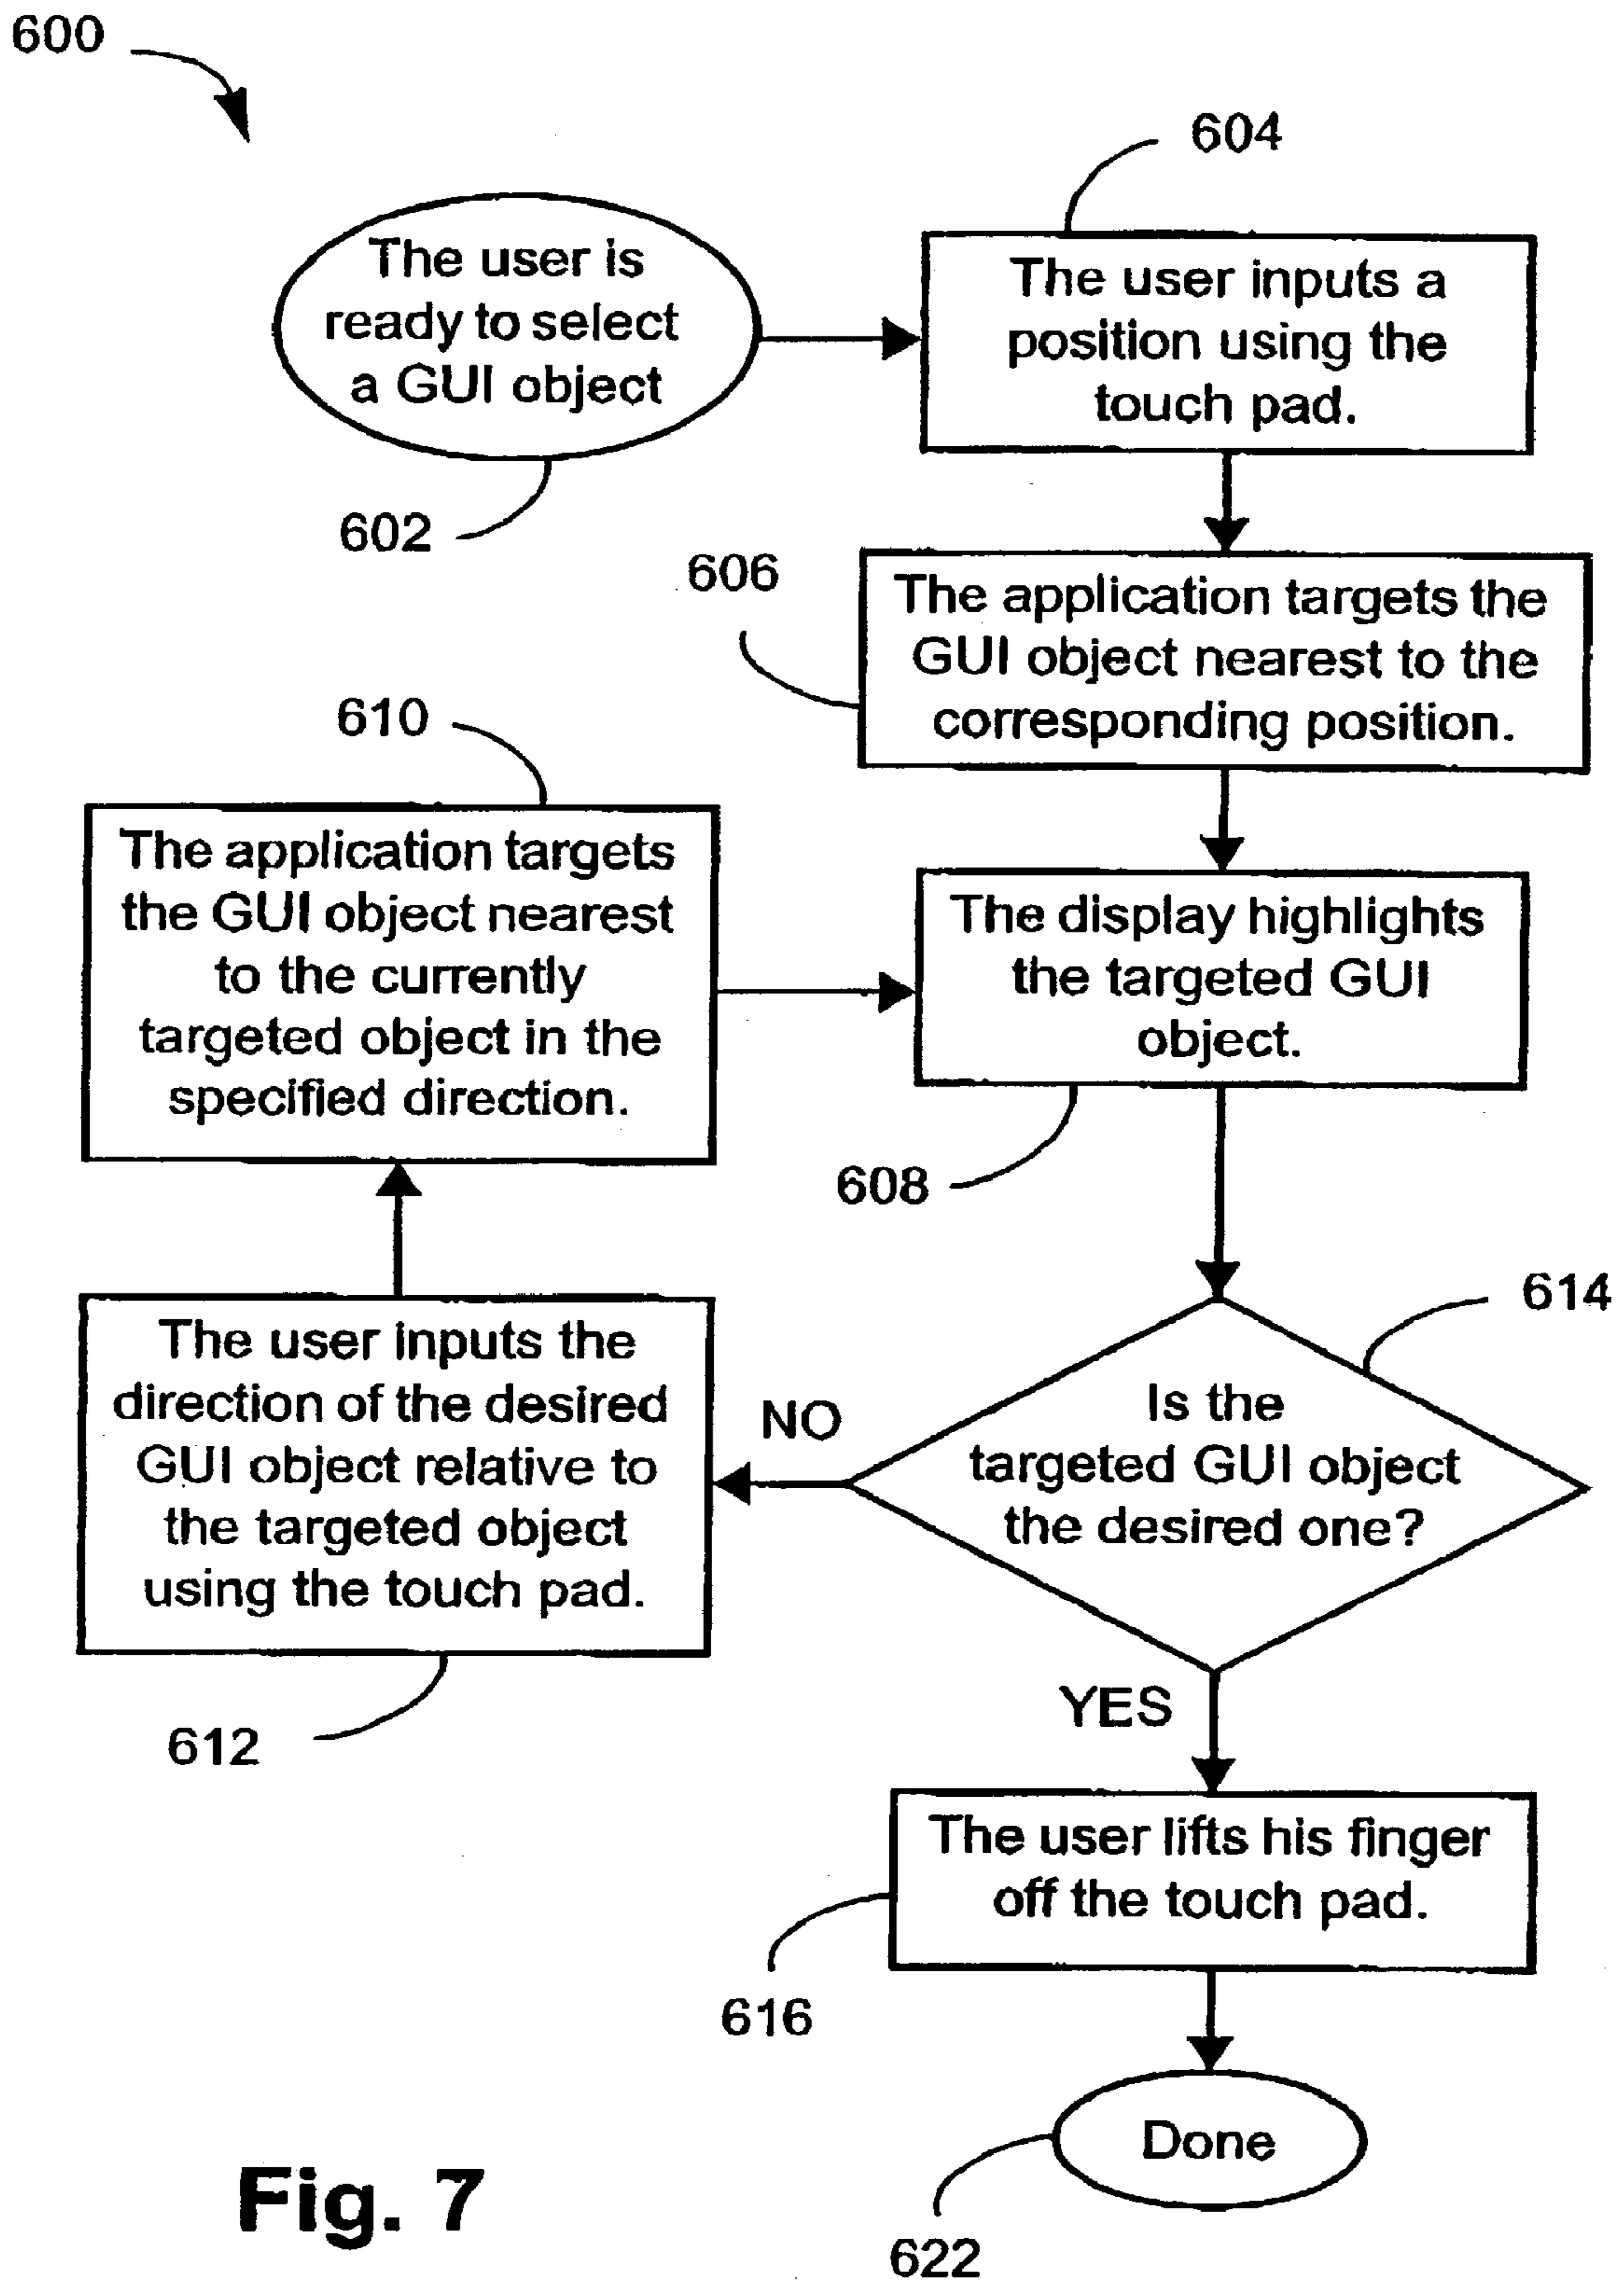 600
604
The user is
ready to select
a GUI object
602
The user inputs a
position using the
touch pad.
606
The application targets the
GUI object nearest to the
corresponding position.
610
The application targets
the GUI object nearest
to the currently
targeted object in the
specified direction.
The display highlights
the targeted GUI
object.
608
614
The user inputs the
direction of the desired
GUI object relative to
the targeted object
using the touch pad.
612
NO
Is the
targeted GUI object
the desired one?
YES
The user lifts his finger
off the touch pad.
616
Done
622
Fig. 7